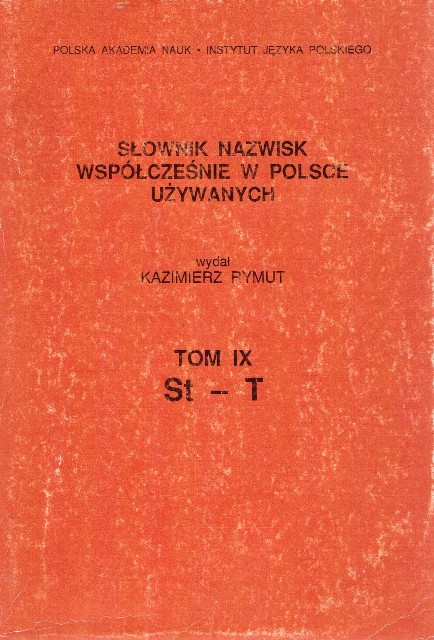 POLSKA AKADEMIA NAUK • INSTYTUT JĘZYKA POLSKIEGO
SŁOWNIK NAZWISK
WSPÓŁCZEŚNIE W POLSCE
UŻYWANYCH
wydał
KAZIMIERZ RYMUT
TOM IX
St – T